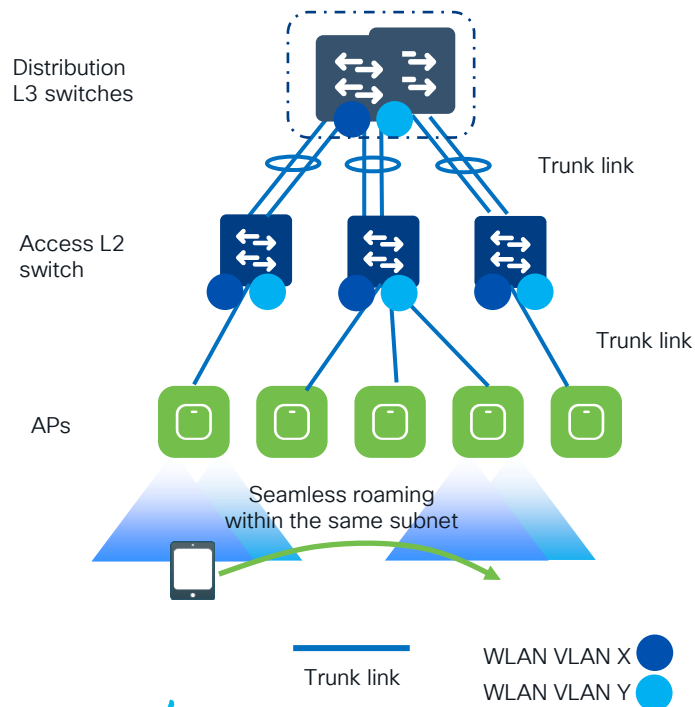 Distribution
L3 switches
Trunk link
Access L2
switch
Trunk link
APs
Seamless roaming
within the same subnet
Trunk link
WLAN VLAN X
WLAN VLAN Y